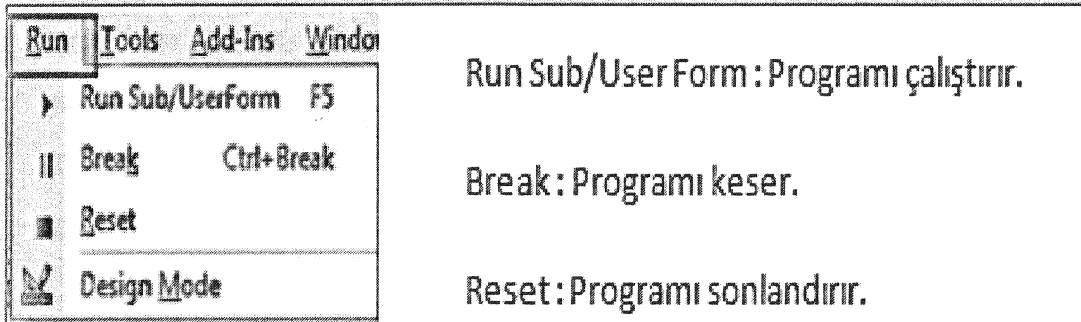 Run Tools Add-Ins Windo
Run Sub/UserForm F5
Break Ctrl+Break
Reset
Design Mode
Run Sub/User Form : Programı çalıştırır.
Break : Programı keser.
Reset : Programı sonlandırır.